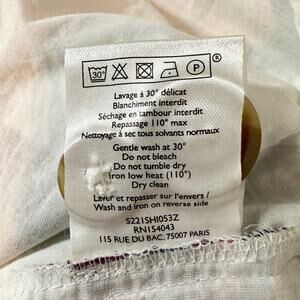 30°
P
®
Lavage à 30° délicat
Blanchiment interdit
Séchage en tambour interdit
Repassage 110° max
Nettoyage à sec tous solvants normaux
Gentle wash at 30°
Do not bleach
Do not tumble dry
Iron low heat (110°)
Dry clean
Laver et repasser sur l'envers /
Wash and iron on reverse side
S221SHI053Z
RN154043
115 RUE DU BAC, 75007 PARIS